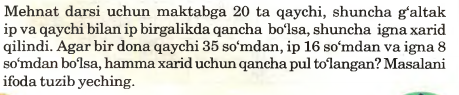 Mehnat darsi uchun maktabga 20 ta qaychi, shuncha g‘altak
ip va qaychi bilan ip birgalikda qancha bo‘lsa, shuncha igna xarid
qilindi. Agar bir dona qaychi 35 so‘mdan, ip 16 so‘mdan va igna 8
so‘mdan bo‘lsa, hamma xarid uchun qancha pul to‘langan? Masalani
ifoda tuzib yeching.